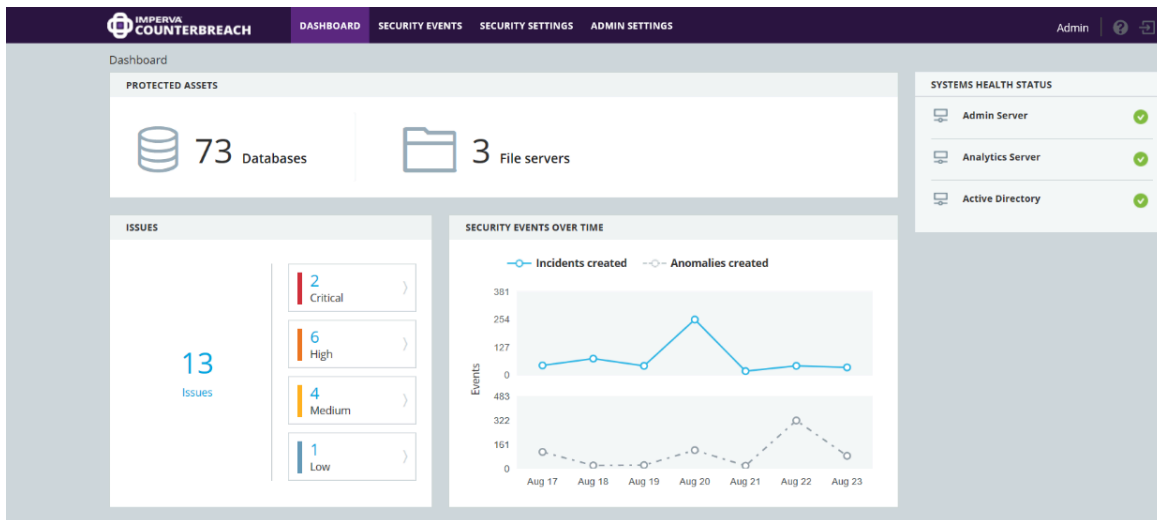 IMPERVA
COUNTERBREACH
DASHBOARD SECURITY EVENTS SECURITY SETTINGS ADMIN SETTINGS
Admin
Dashboard
PROTECTED ASSETS
73 Databases
3 File servers
SYSTEMS HEALTH STATUS
Admin Server
Analytics Server
Active Directory
ISSUES
13
Issues
2
Critical
6
High
4
Medium
1
Low
SECURITY EVENTS OVER TIME
Incidents created Anomalies created
Events
381
254
127
0
483
322
161
0
Aug 17 Aug 18 Aug 19 Aug 20 Aug 21 Aug 22 Aug 23